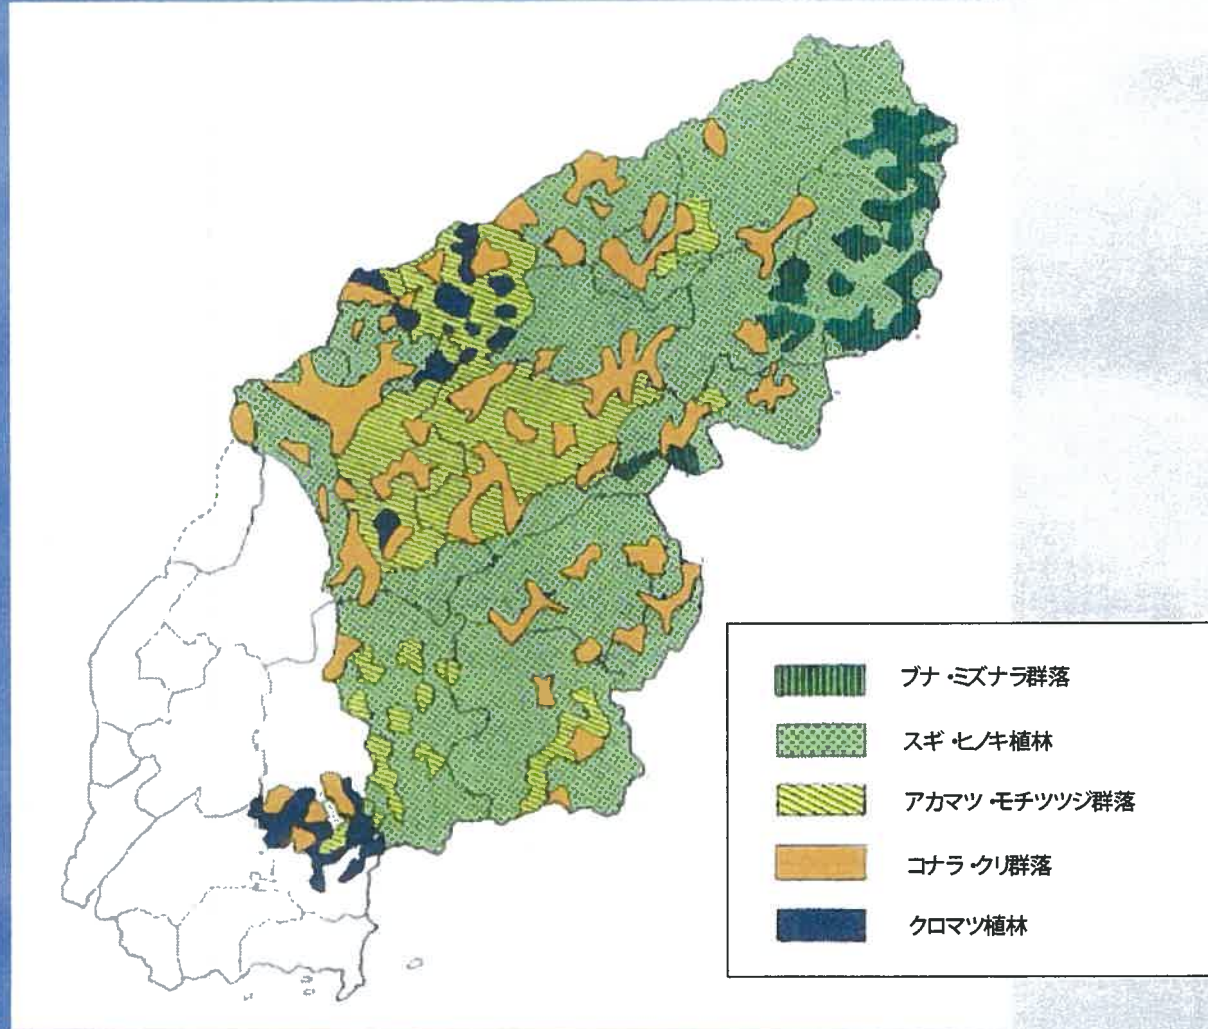 ブナ・ミズナラ群落
スギ・ヒノキ植林
アカマツ・モチツツジ群落
コナラ・クリ群落
クロマツ植林